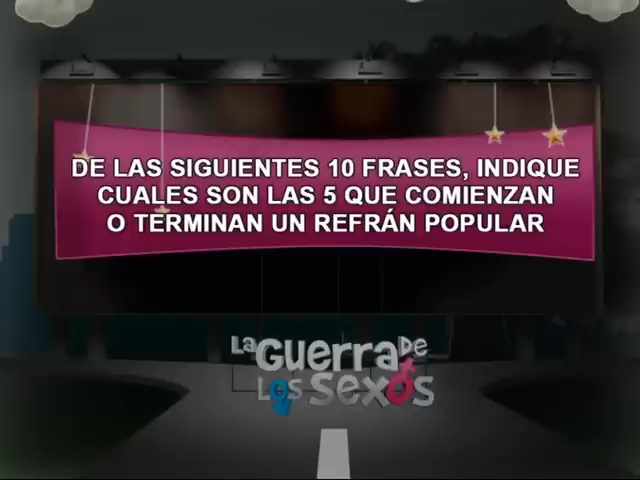 DE LAS SIGUIENTES 10 FRASES, INDIQUE
CUALES SON LAS 5 QUE COMIENZAN
O TERMINAN UN REFRÁN POPULAR
La Guerra De
Los Sexos